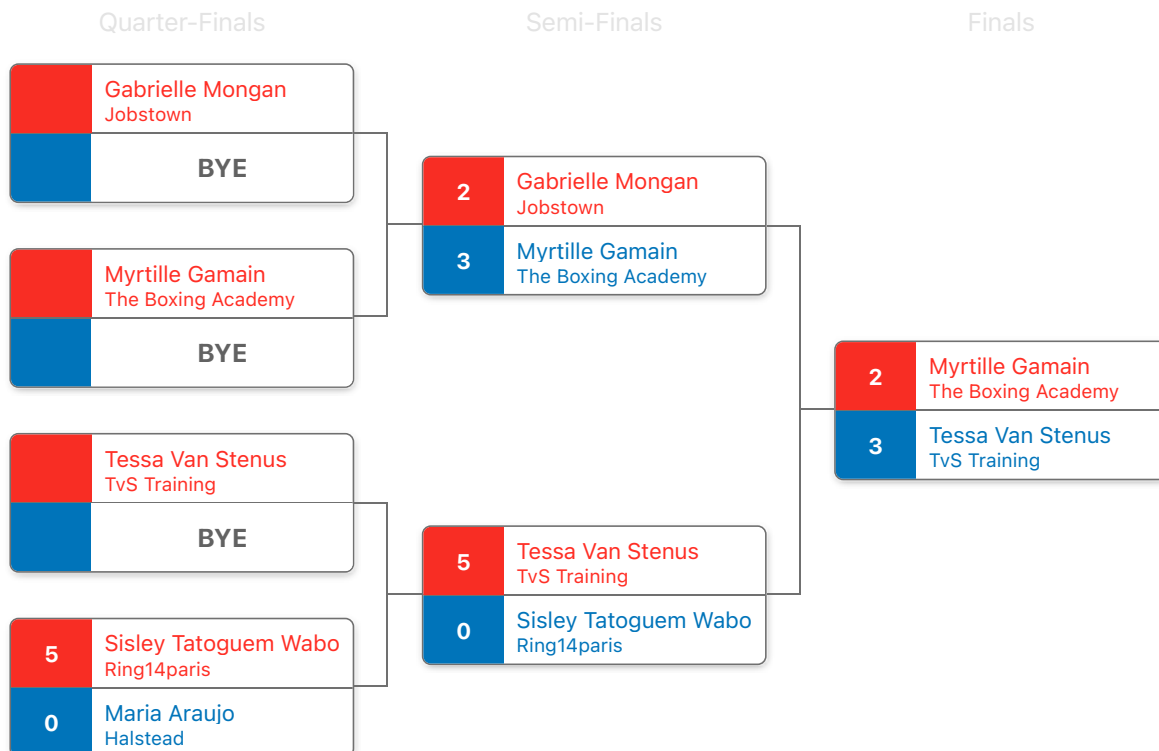 Quarter-Finals
Semi-Finals
Finals
Gabrielle Mongan
Jobstown
BYE
Myrtille Gamain
The Boxing Academy
BYE
Tessa Van Stenus
TvS Training
BYE
5
Sisley Tatoguem Wabo
Ring14paris
0
Maria Araujo
Halstead
2
Gabrielle Mongan
Jobstown
3
Myrtille Gamain
The Boxing Academy
5
Tessa Van Stenus
TvS Training
0
Sisley Tatoguem Wabo
Ring14paris
2
Myrtille Gamain
The Boxing Academy
3
Tessa Van Stenus
TvS Training